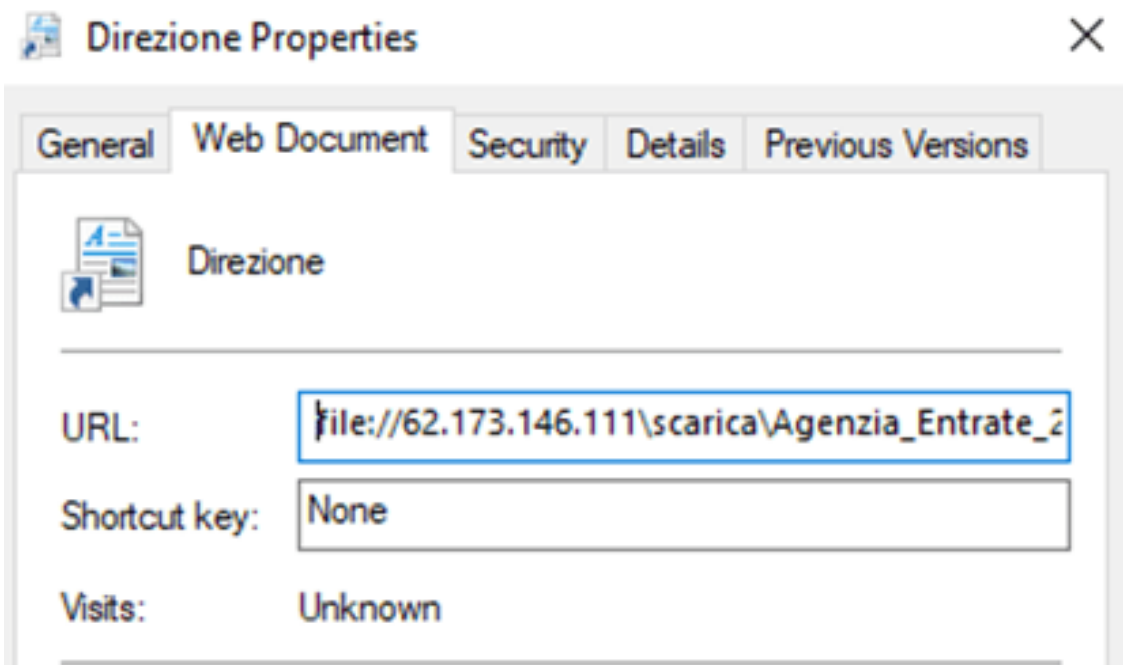 Direzione Properties
General Web Document Security Details Previous Versions
Direzione
URL: file://62.173.146.111\scarica\Agenzia_Entrate_2
Shortcut key: None
Visits: Unknown